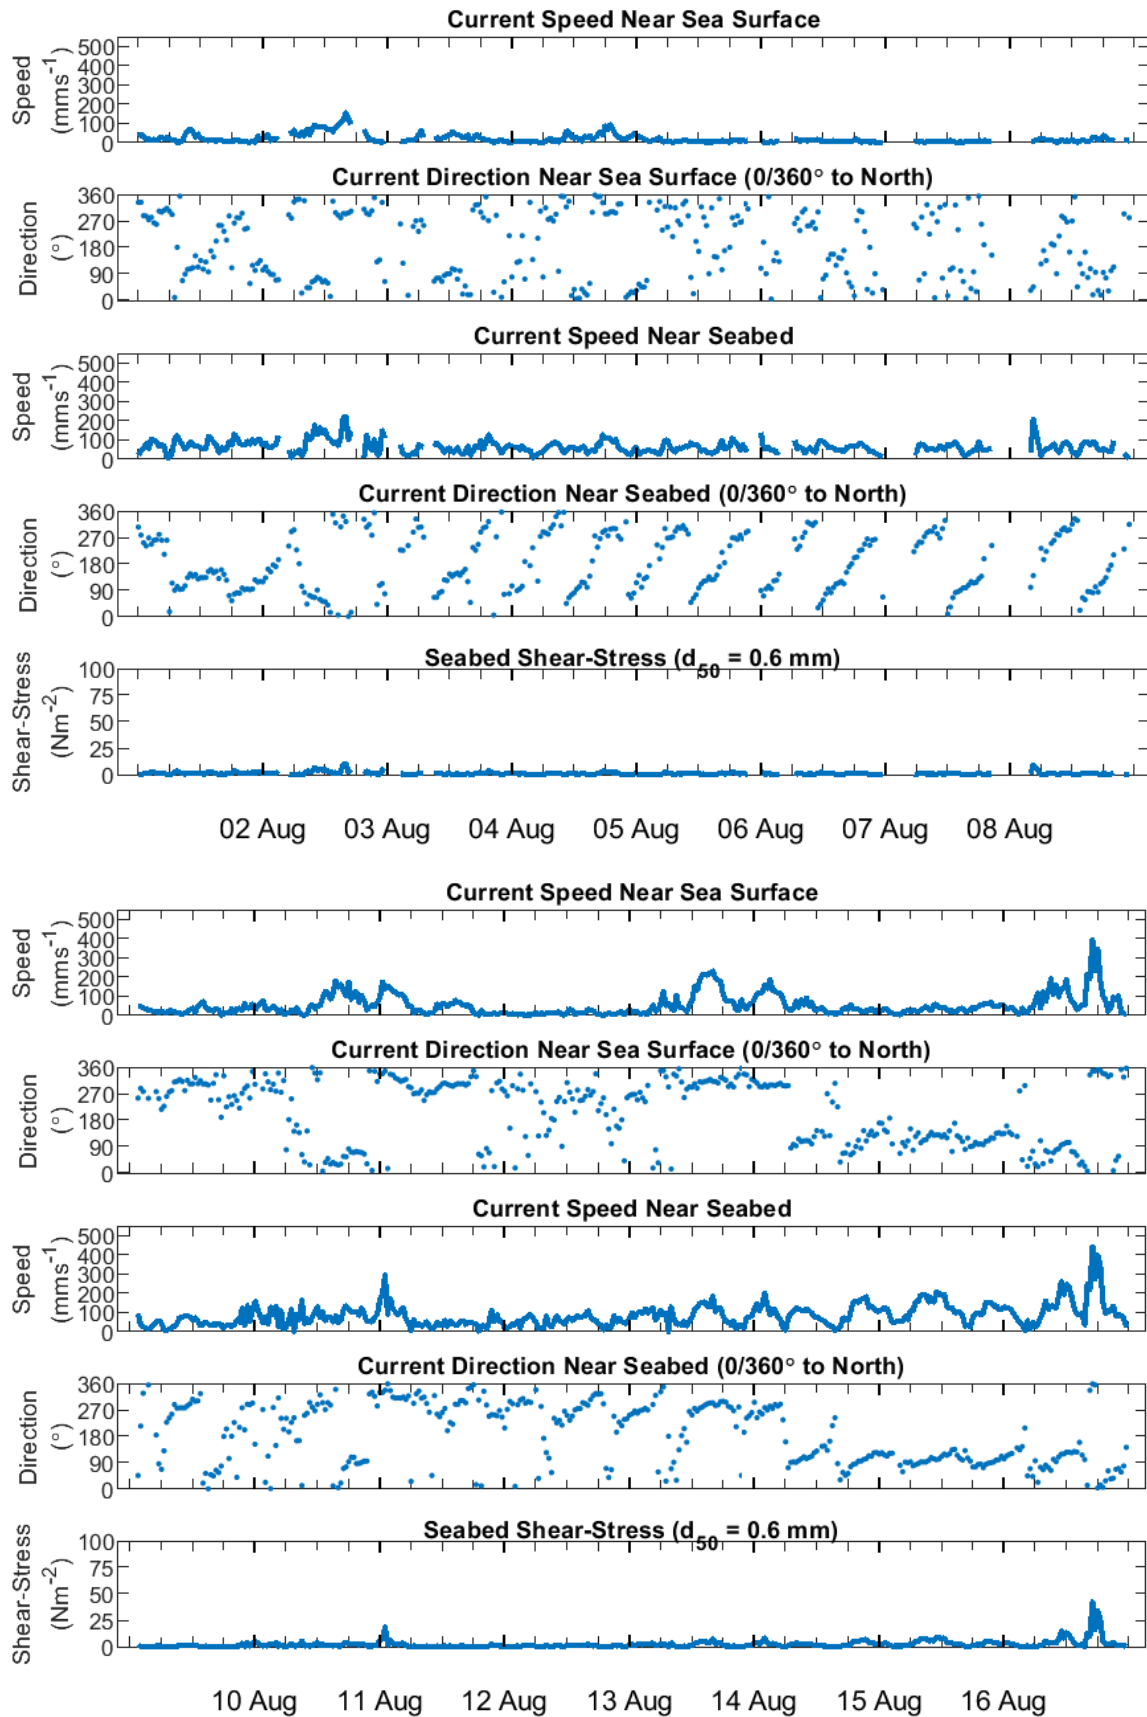 Current Speed Near Sea Surface
Speed
(mms⁻¹)
500
400
300
200
100
0
Current Direction Near Sea Surface (0/360° to North)
Direction
(°)
360
270
180
90
0
Current Speed Near Seabed
Speed
(mms⁻¹)
500
400
300
200
100
0
Current Direction Near Seabed (0/360° to North)
Direction
(°)
360
270
180
90
0
Seabed Shear-Stress (d₅₀ = 0.6 mm)
Shear-Stress
(Nm⁻²)
100
75
50
25
0
02 Aug 03 Aug 04 Aug 05 Aug 06 Aug 07 Aug 08 Aug
Current Speed Near Sea Surface
Speed
(mms⁻¹)
500
400
300
200
100
0
Current Direction Near Sea Surface (0/360° to North)
Direction
(°)
360
270
180
90
0
Current Speed Near Seabed
Speed
(mms⁻¹)
500
400
300
200
100
0
Current Direction Near Seabed (0/360° to North)
Direction
(°)
360
270
180
90
0
Seabed Shear-Stress (d₅₀ = 0.6 mm)
Shear-Stress
(Nm⁻²)
100
75
50
25
0
10 Aug 11 Aug 12 Aug 13 Aug 14 Aug 15 Aug 16 Aug